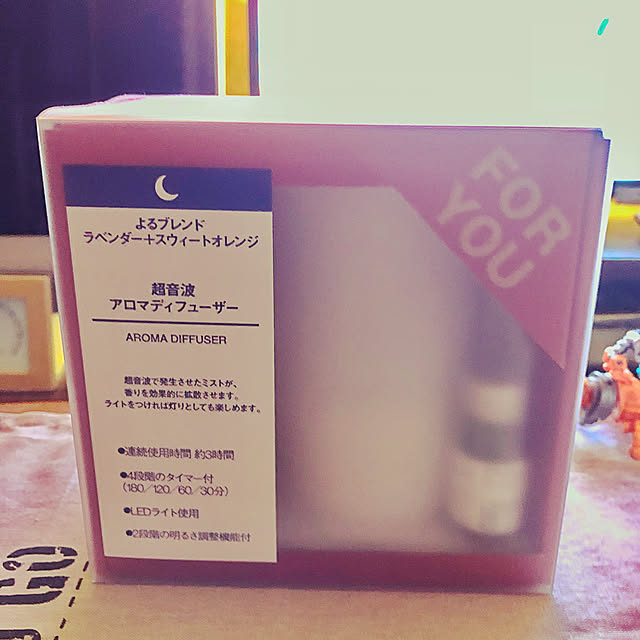 よるブレンド
ラベンダー＋スウィートオレンジ
超音波
アロマディフューザー
AROMA DIFFUSER
超音波で発生させたミストが、
香りを効果的に拡散させます。
ライトをつければ灯りとしても楽しめます。
●連続使用時間 約3時間
●4段階のタイマー付
（180／120／60／30分）
●LEDライト使用
●2段階の明るさ調整機能付
FOR
YOU